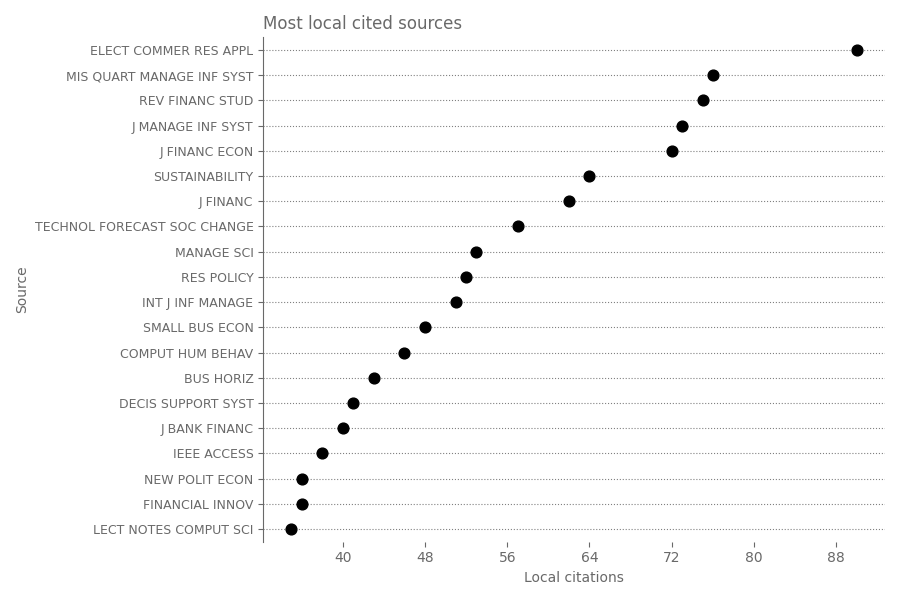 Most local cited sources
ELECT COMMER RES APPL
MIS QUART MANAGE INF SYST
REV FINANC STUD
J MANAGE INF SYST
J FINANC ECON
SUSTAINABILITY
J FINANC
TECHNOL FORECAST SOC CHANGE
MANAGE SCI
RES POLICY
INT J INF MANAGE
SMALL BUS ECON
COMPUT HUM BEHAV
BUS HORIZ
DECIS SUPPORT SYST
J BANK FINANC
IEEE ACCESS
NEW POLIT ECON
FINANCIAL INNOV
LECT NOTES COMPUT SCI
Source
40 48 56 64 72 80 88
Local citations